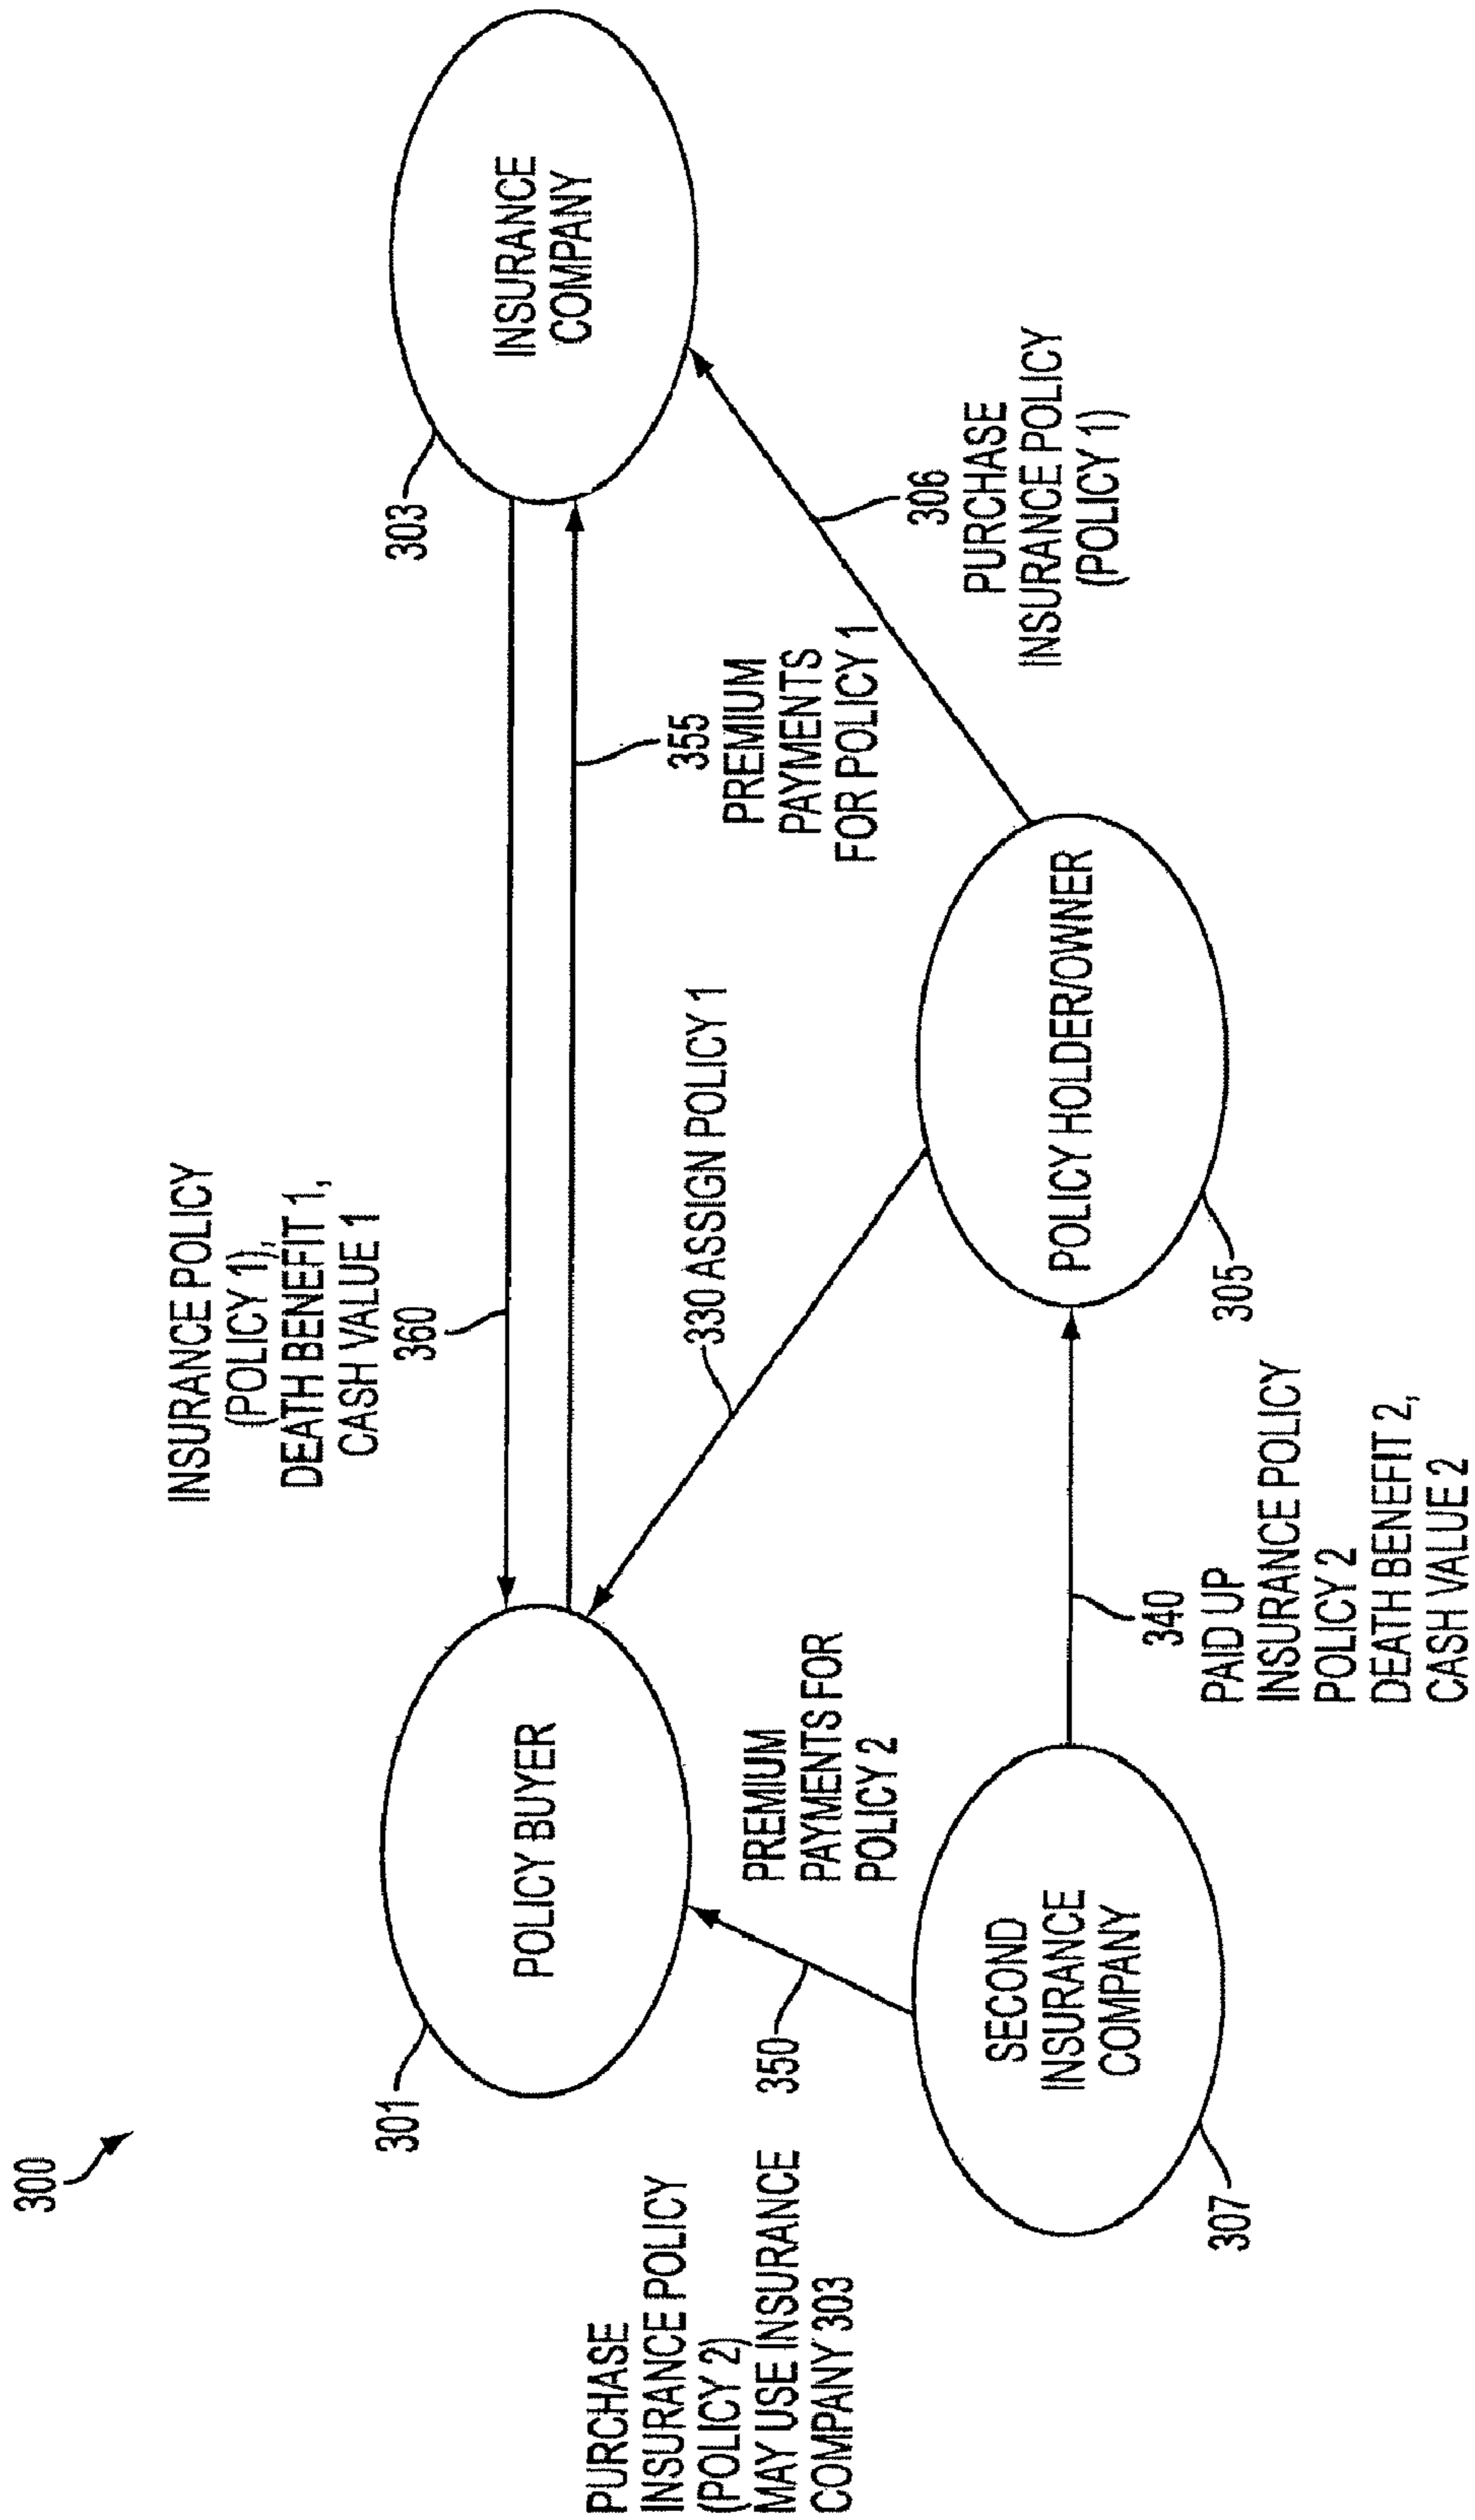 300
INSURANCE POLICY
(POLICY 1),
DEATH BENEFIT 1,
CASH VALUE 1
360
301
POLICY BUYER
303
INSURANCE
COMPANY
355
PREMIUM
PAYMENTS
FOR POLICY 1
330 ASSIGN POLICY 1
PURCHASE
INSURANCE POLICY
(POLICY 2)
MAY USE INSURANCE
COMPANY 303
350
PREMIUM
PAYMENTS FOR
POLICY 2
306
PURCHASE
INSURANCE POLICY
(POLICY 1)
SECOND
INSURANCE
COMPANY
307
POLICY HOLDER/OWNER
305
340
PAID UP
INSURANCE POLICY
POLICY 2
DEATH BENEFIT 2,
CASH VALUE 2